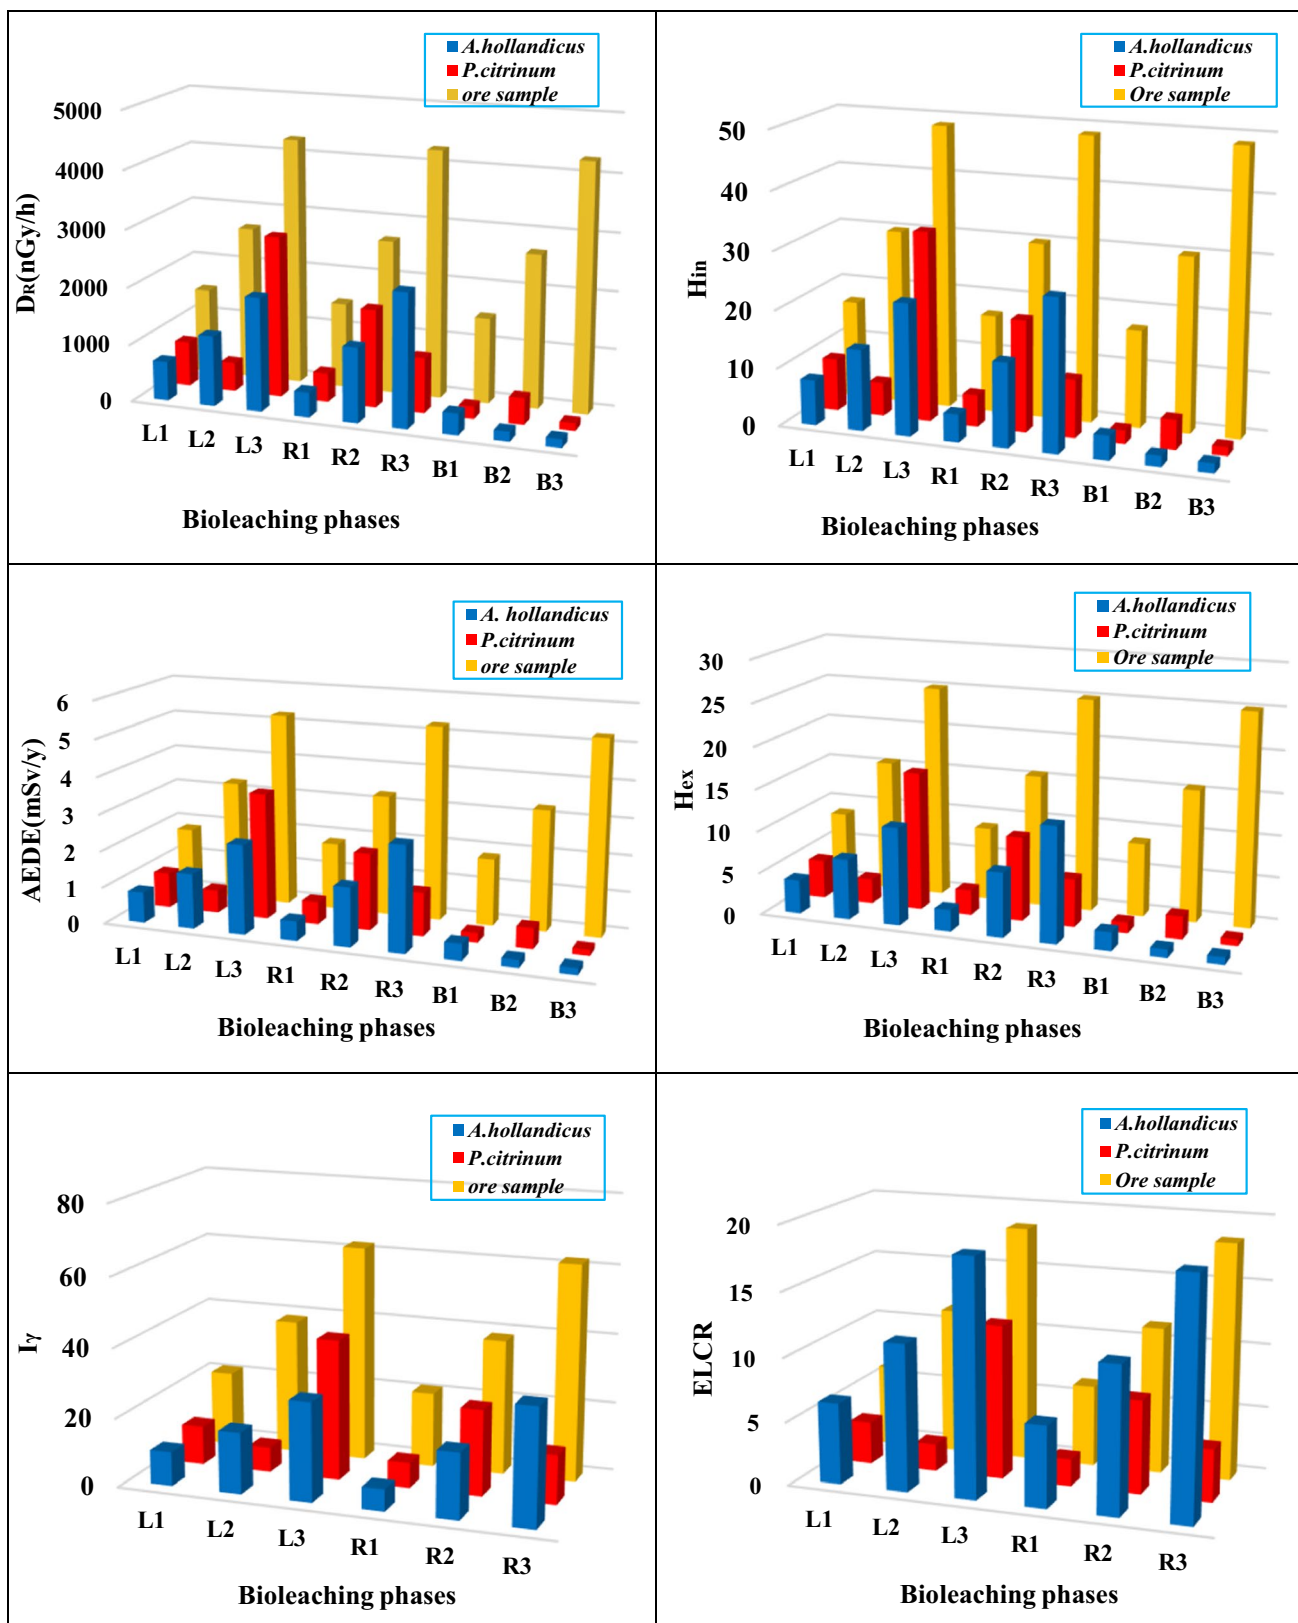 A.hollandicus
P.citrinum
ore sample
5000
4000
3000
2000
1000
0
DR(nGy/h)
L1 L2 L3 R1 R2 R3 B1 B2 B3
Bioleaching phases
A.hollandicus
P.citrinum
Ore sample
50
40
30
20
10
0
Hin
L1 L2 L3 R1 R2 R3 B1 B2 B3
Bioleaching phases
A. hollandicus
P.citrinum
ore sample
6
5
4
3
2
1
0
AEDE(mSv/y)
L1 L2 L3 R1 R2 R3 B1 B2 B3
Bioleaching phases
A.hollandicus
P.citrinum
Ore sample
30
25
20
15
10
5
0
Hex
L1 L2 L3 R1 R2 R3 B1 B2 B3
Bioleaching phases
A.hollandicus
P.citrinum
ore sample
80
60
40
20
0
Iγ
L1 L2 L3 R1 R2 R3
Bioleaching phases
A.hollandicus
P.citrinum
Ore sample
20
15
10
5
0
ELCR
L1 L2 L3 R1 R2 R3
Bioleaching phases